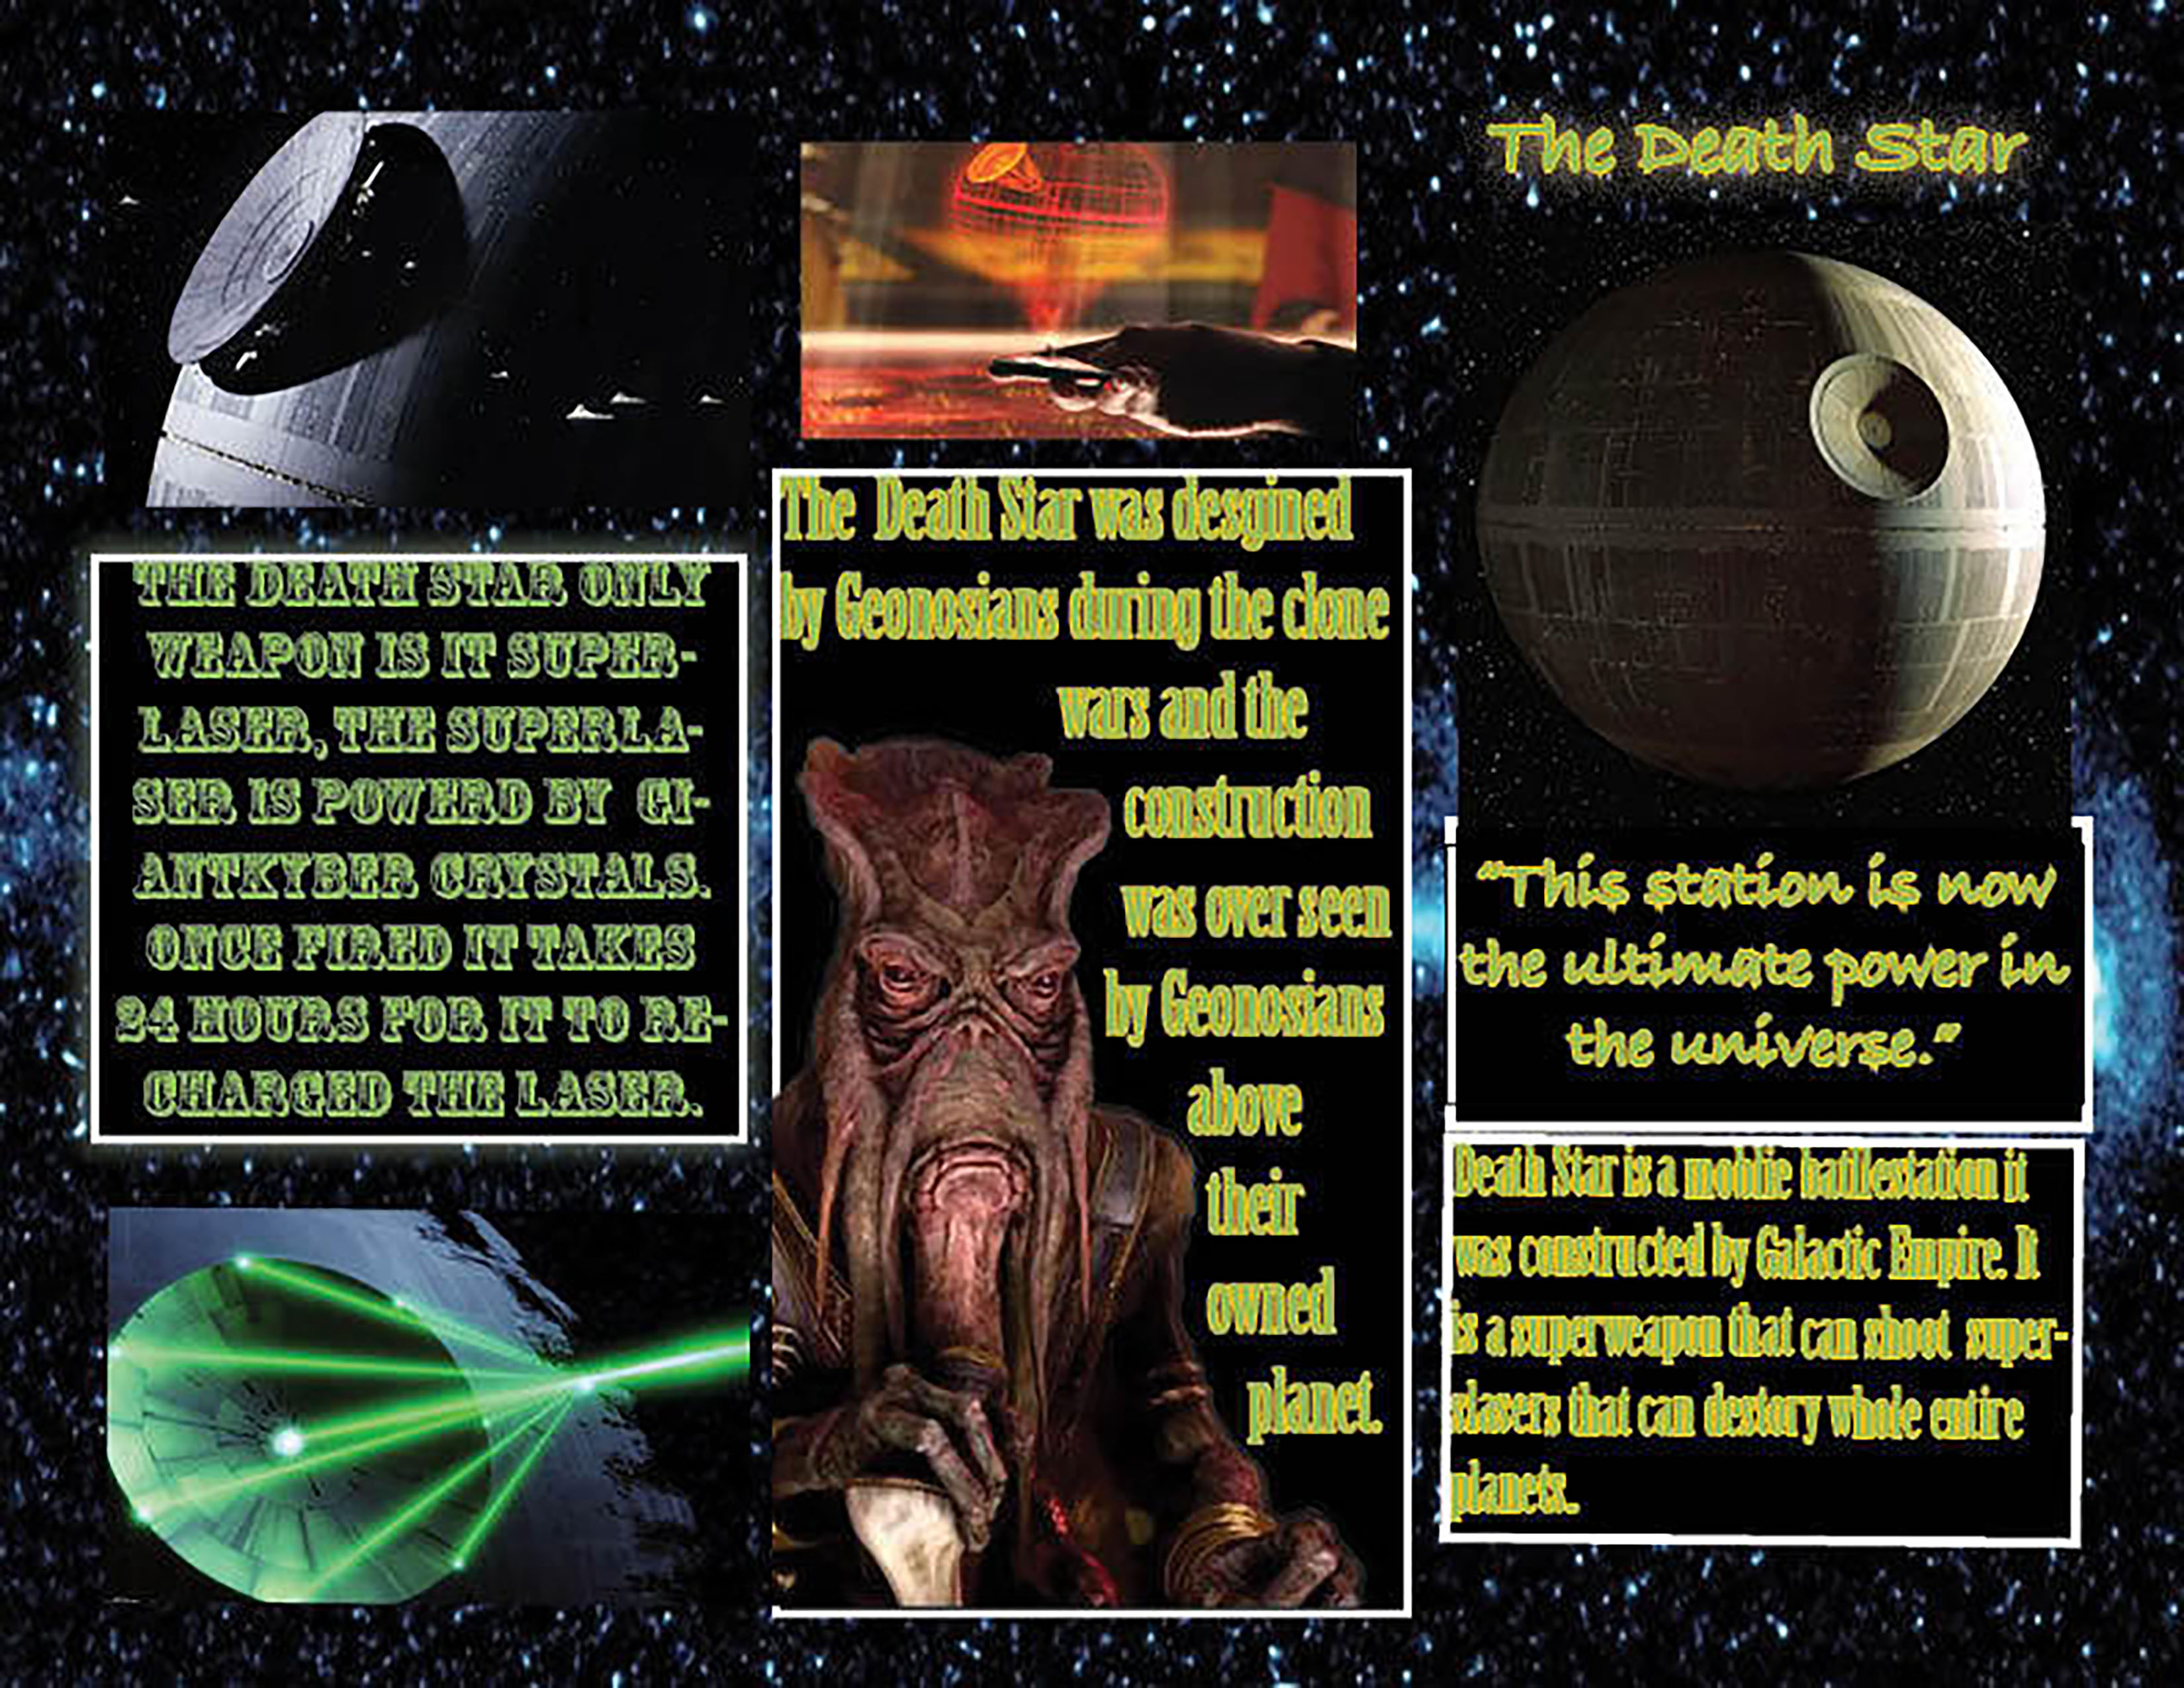 THE DEATH STAR ONLY
WEAPON IS IT SUPER-
LASER, THE SUPERLA-
SER IS POWERD BY GI-
ANTKYBER CRYSTALS.
ONCE FIRED IT TAKES
24 HOURS FOR IT TO RE-
CHARGED THE LASER.
The Death Star was desgined
by Geonosians during the clone
wars and the
construction
was over seen
by Geonosians
above
their
owned
planet.
The Death Star
"This station is now
the ultimate power in
the universe."
Death Star is a moblie batllestation it
was constructed by Galactic Empire. It
is a superweapon that can shoot super-
slasers that can destory whole entire
planets.